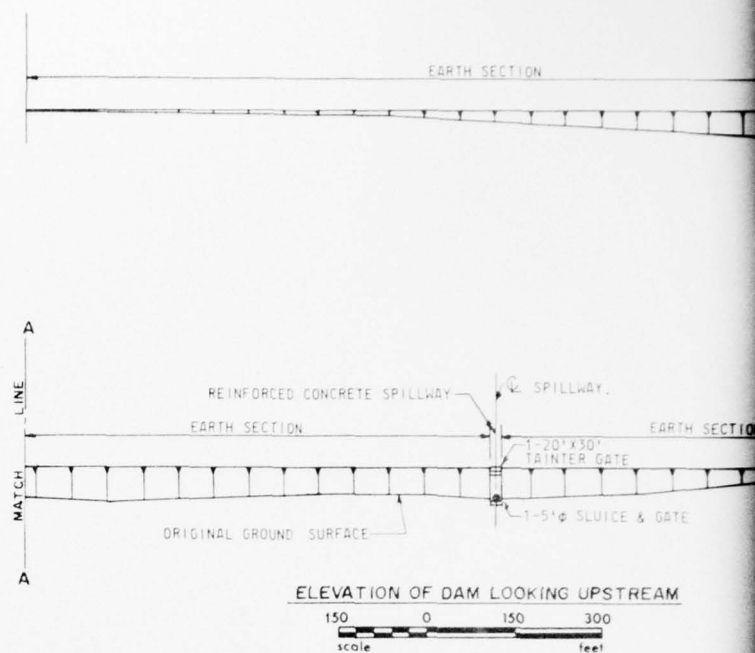 EARTH SECTION
A
MATCH LINE
REINFORCED CONCRETE SPILLWAY
℄ SPILLWAY.
EARTH SECTION
EARTH SECTIO
1-20'X30'
TAINTER GATE
1-5'φ SLUICE & GATE
ORIGINAL GROUND SURFACE
A
ELEVATION OF DAM LOOKING UPSTREAM
150 0 150 300
scale feet